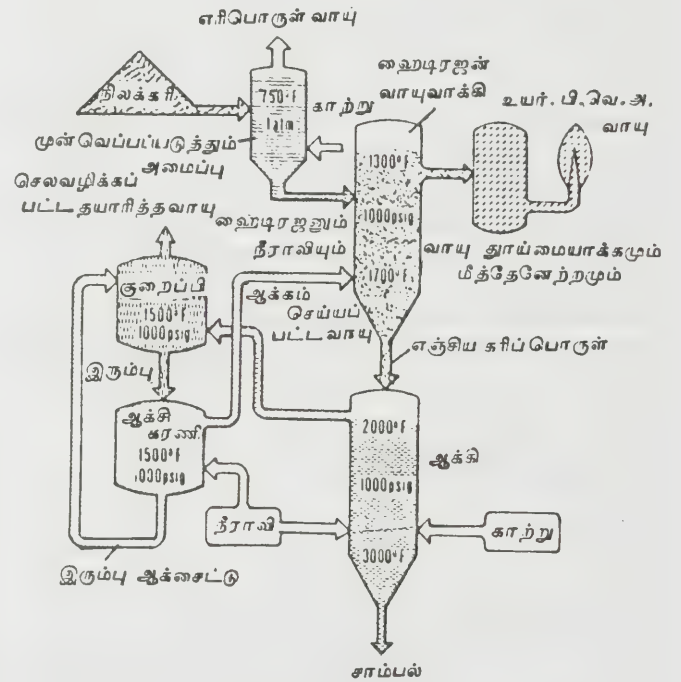 எரிபொருள் வாயு
நிலக்கரி
750°F
1atm
காற்று
முன் வெப்பப்படுத்தும்
அமைப்பு
ஹைடிரஜன்
வாயுவாக்கி
1300°F
1000psig
1700°F
உயர். பி. வெ. அ.
வாயு
செலவழிக்கப்
பட்ட தயாரித்தவாயு
ஹைடிரஜனும்
நீராவியும்
வாயு தூய்மையாக்கமும்
மீத்தேனேற்றமும்
குறைப்பி
1500°F
1000psig
ஆக்கம்
செய்யப்
பட்ட வாயு
எஞ்சிய கரிப்பொருள்
இரும்பு
ஆக்சி
கரணி
1500°F
1000psig
2000°F
1000psig
3000°F
ஆக்கி
நீராவி
காற்று
இரும்பு ஆக்சைட்டு
சாம்பல்